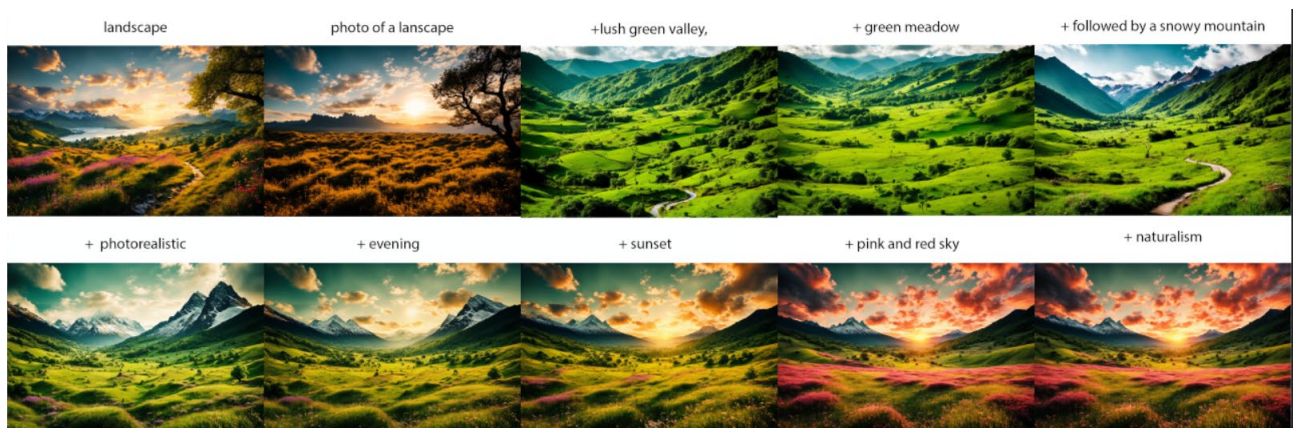 landscape
photo of a lanscape
+lush green valley,
+ green meadow
+ followed by a snowy mountain
+ photorealistic
+ evening
+ sunset
+ pink and red sky
+ naturalism